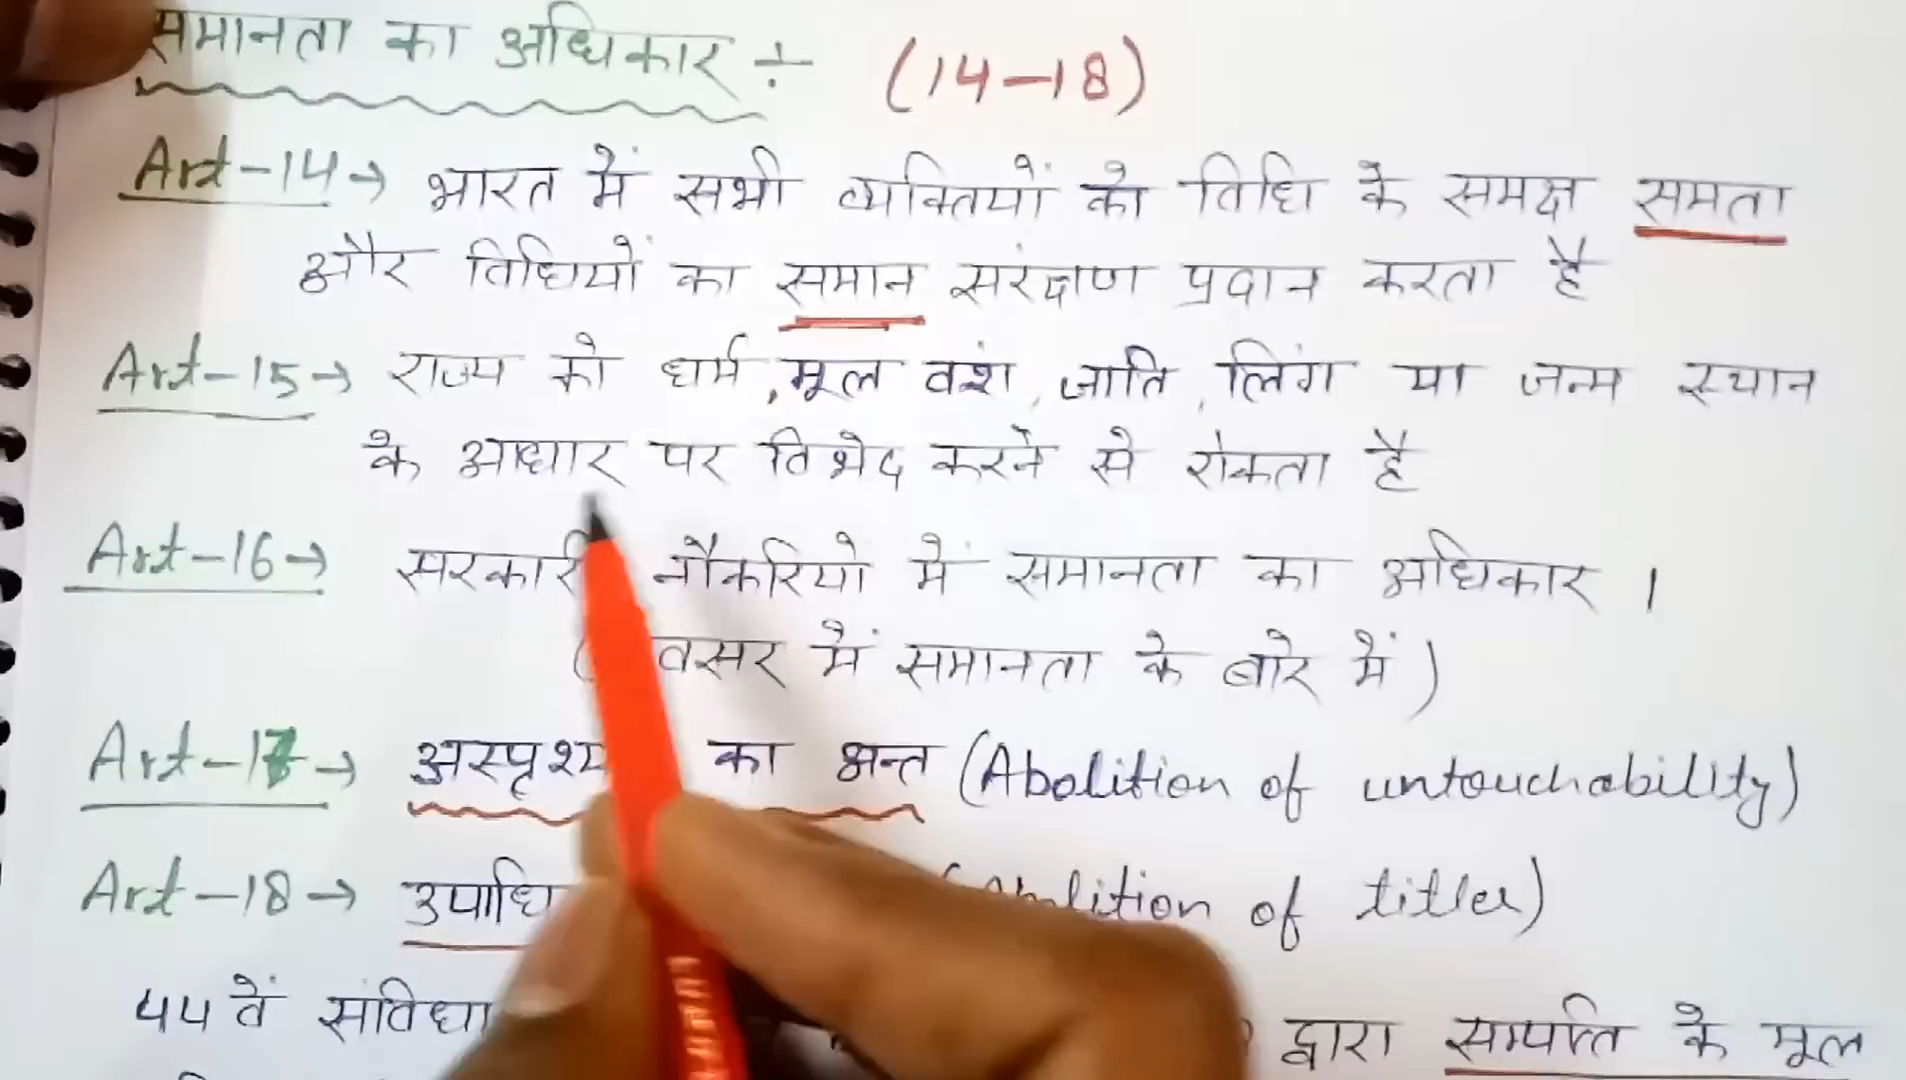 समानता का अधिकार ÷ (14-18)
Art-14→ भारत में सभी व्यक्तियों को विधि के समक्ष समता
और विधियों का समान सरंक्षण प्रदान करता है
Art-15→ राज्य को धर्म, मूल वंश, जाति, लिंग या जन्म स्थान
के आधार पर विभेद करने से रोकता है
Art-16→ सरकारी नौकरियो में समानता का अधिकार ।
वसर में समानता के बारे में)
Art-17→ अस्पृश्य का अन्त (Abolition of untouchability)
Art-18→ उपाधि of titles)
44 वें संविधा द्वारा सम्पत्ति के मूल